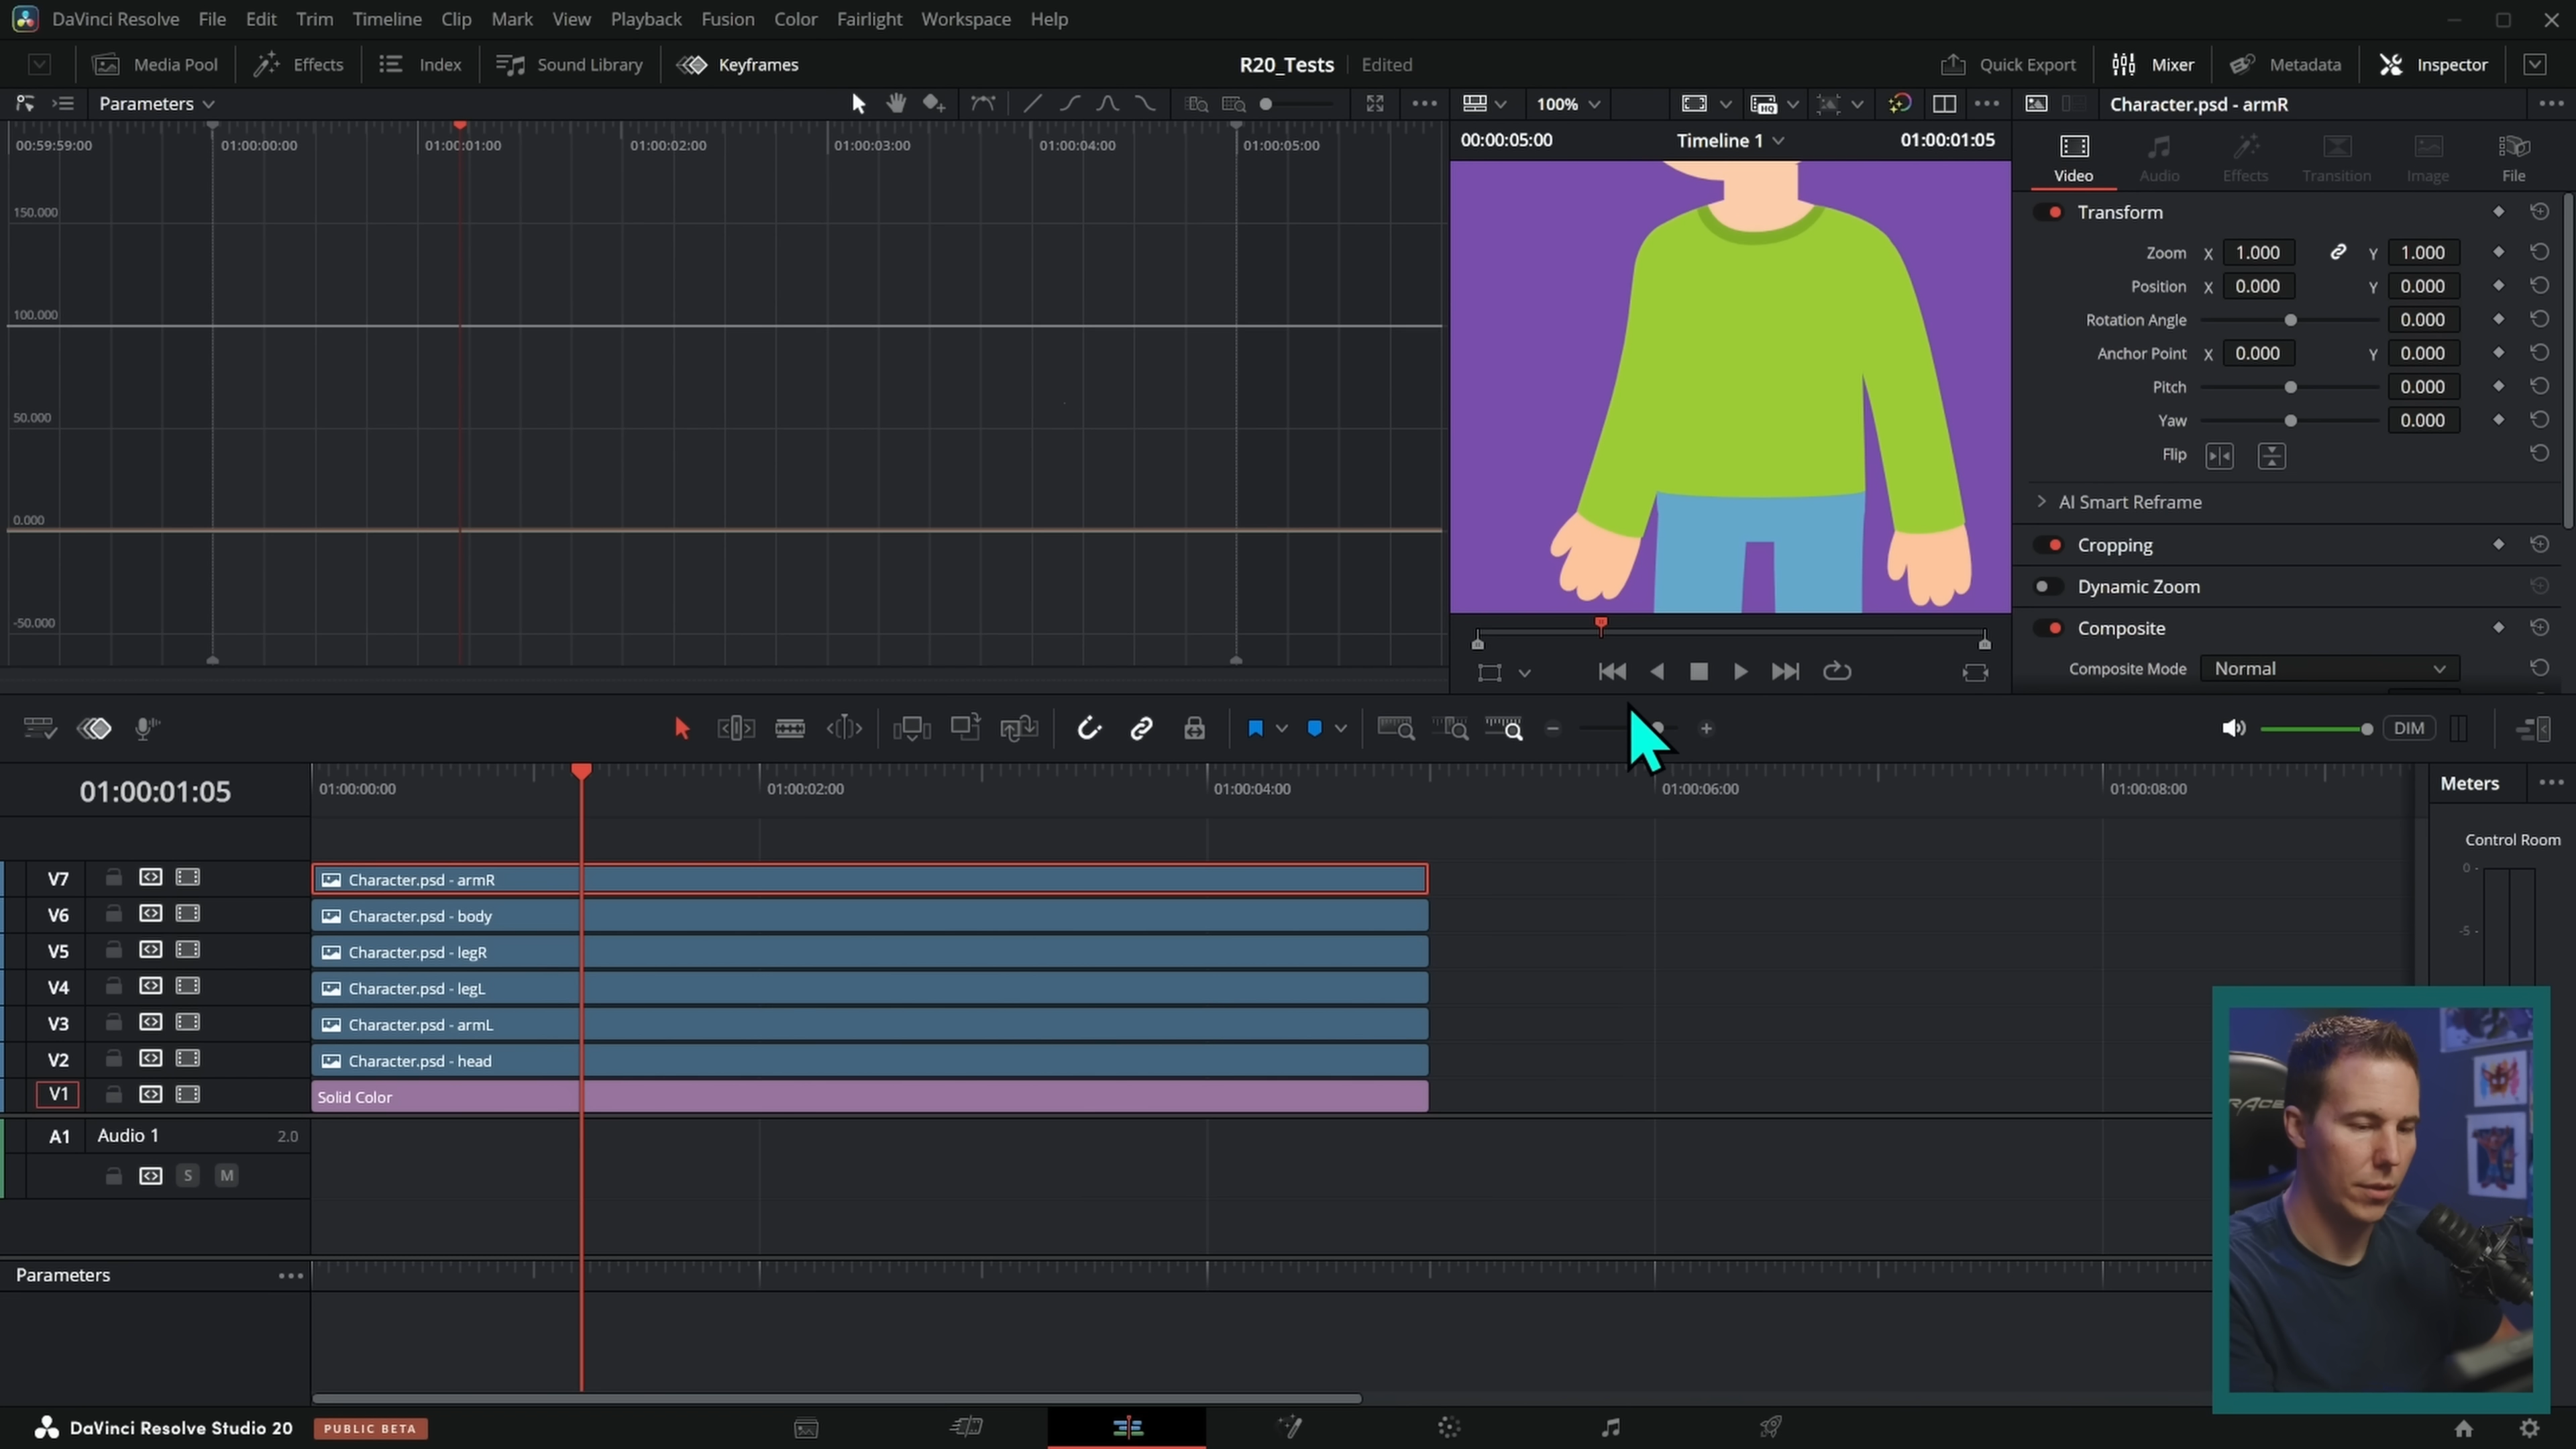 DaVinci Resolve File Edit Trim Timeline Clip Mark View Playback Fusion Color Fairlight Workspace Help
Media Pool Effects Index Sound Library Keyframes R20_Tests Edited Quick Export Mixer Metadata Inspector
Parameters 100% Character.psd - armR
00:59:59:00 01:00:00:00 01:00:01:00 01:00:02:00 01:00:03:00 01:00:04:00 01:00:05:00
00:00:05:00 Timeline 1 01:00:01:05
Video Audio Effects Transition Image File
150.000
100.000
50.000
0.000
-50.000
Transform
Zoom X 1.000 Y 1.000
Position X 0.000 Y 0.000
Rotation Angle 0.000
Anchor Point X 0.000 Y 0.000
Pitch 0.000
Yaw 0.000
Flip
AI Smart Reframe
Cropping
Dynamic Zoom
Composite
Composite Mode Normal
DIM
01:00:01:05 01:00:00:00 01:00:02:00 01:00:04:00 01:00:06:00 01:00:08:00
Meters
Control Room
0 -
-5 -
V7 Character.psd - armR
V6 Character.psd - body
V5 Character.psd - legR
V4 Character.psd - legL
V3 Character.psd - armL
V2 Character.psd - head
V1 Solid Color
A1 Audio 1 2.0
S M
Parameters
DaVinci Resolve Studio 20 PUBLIC BETA